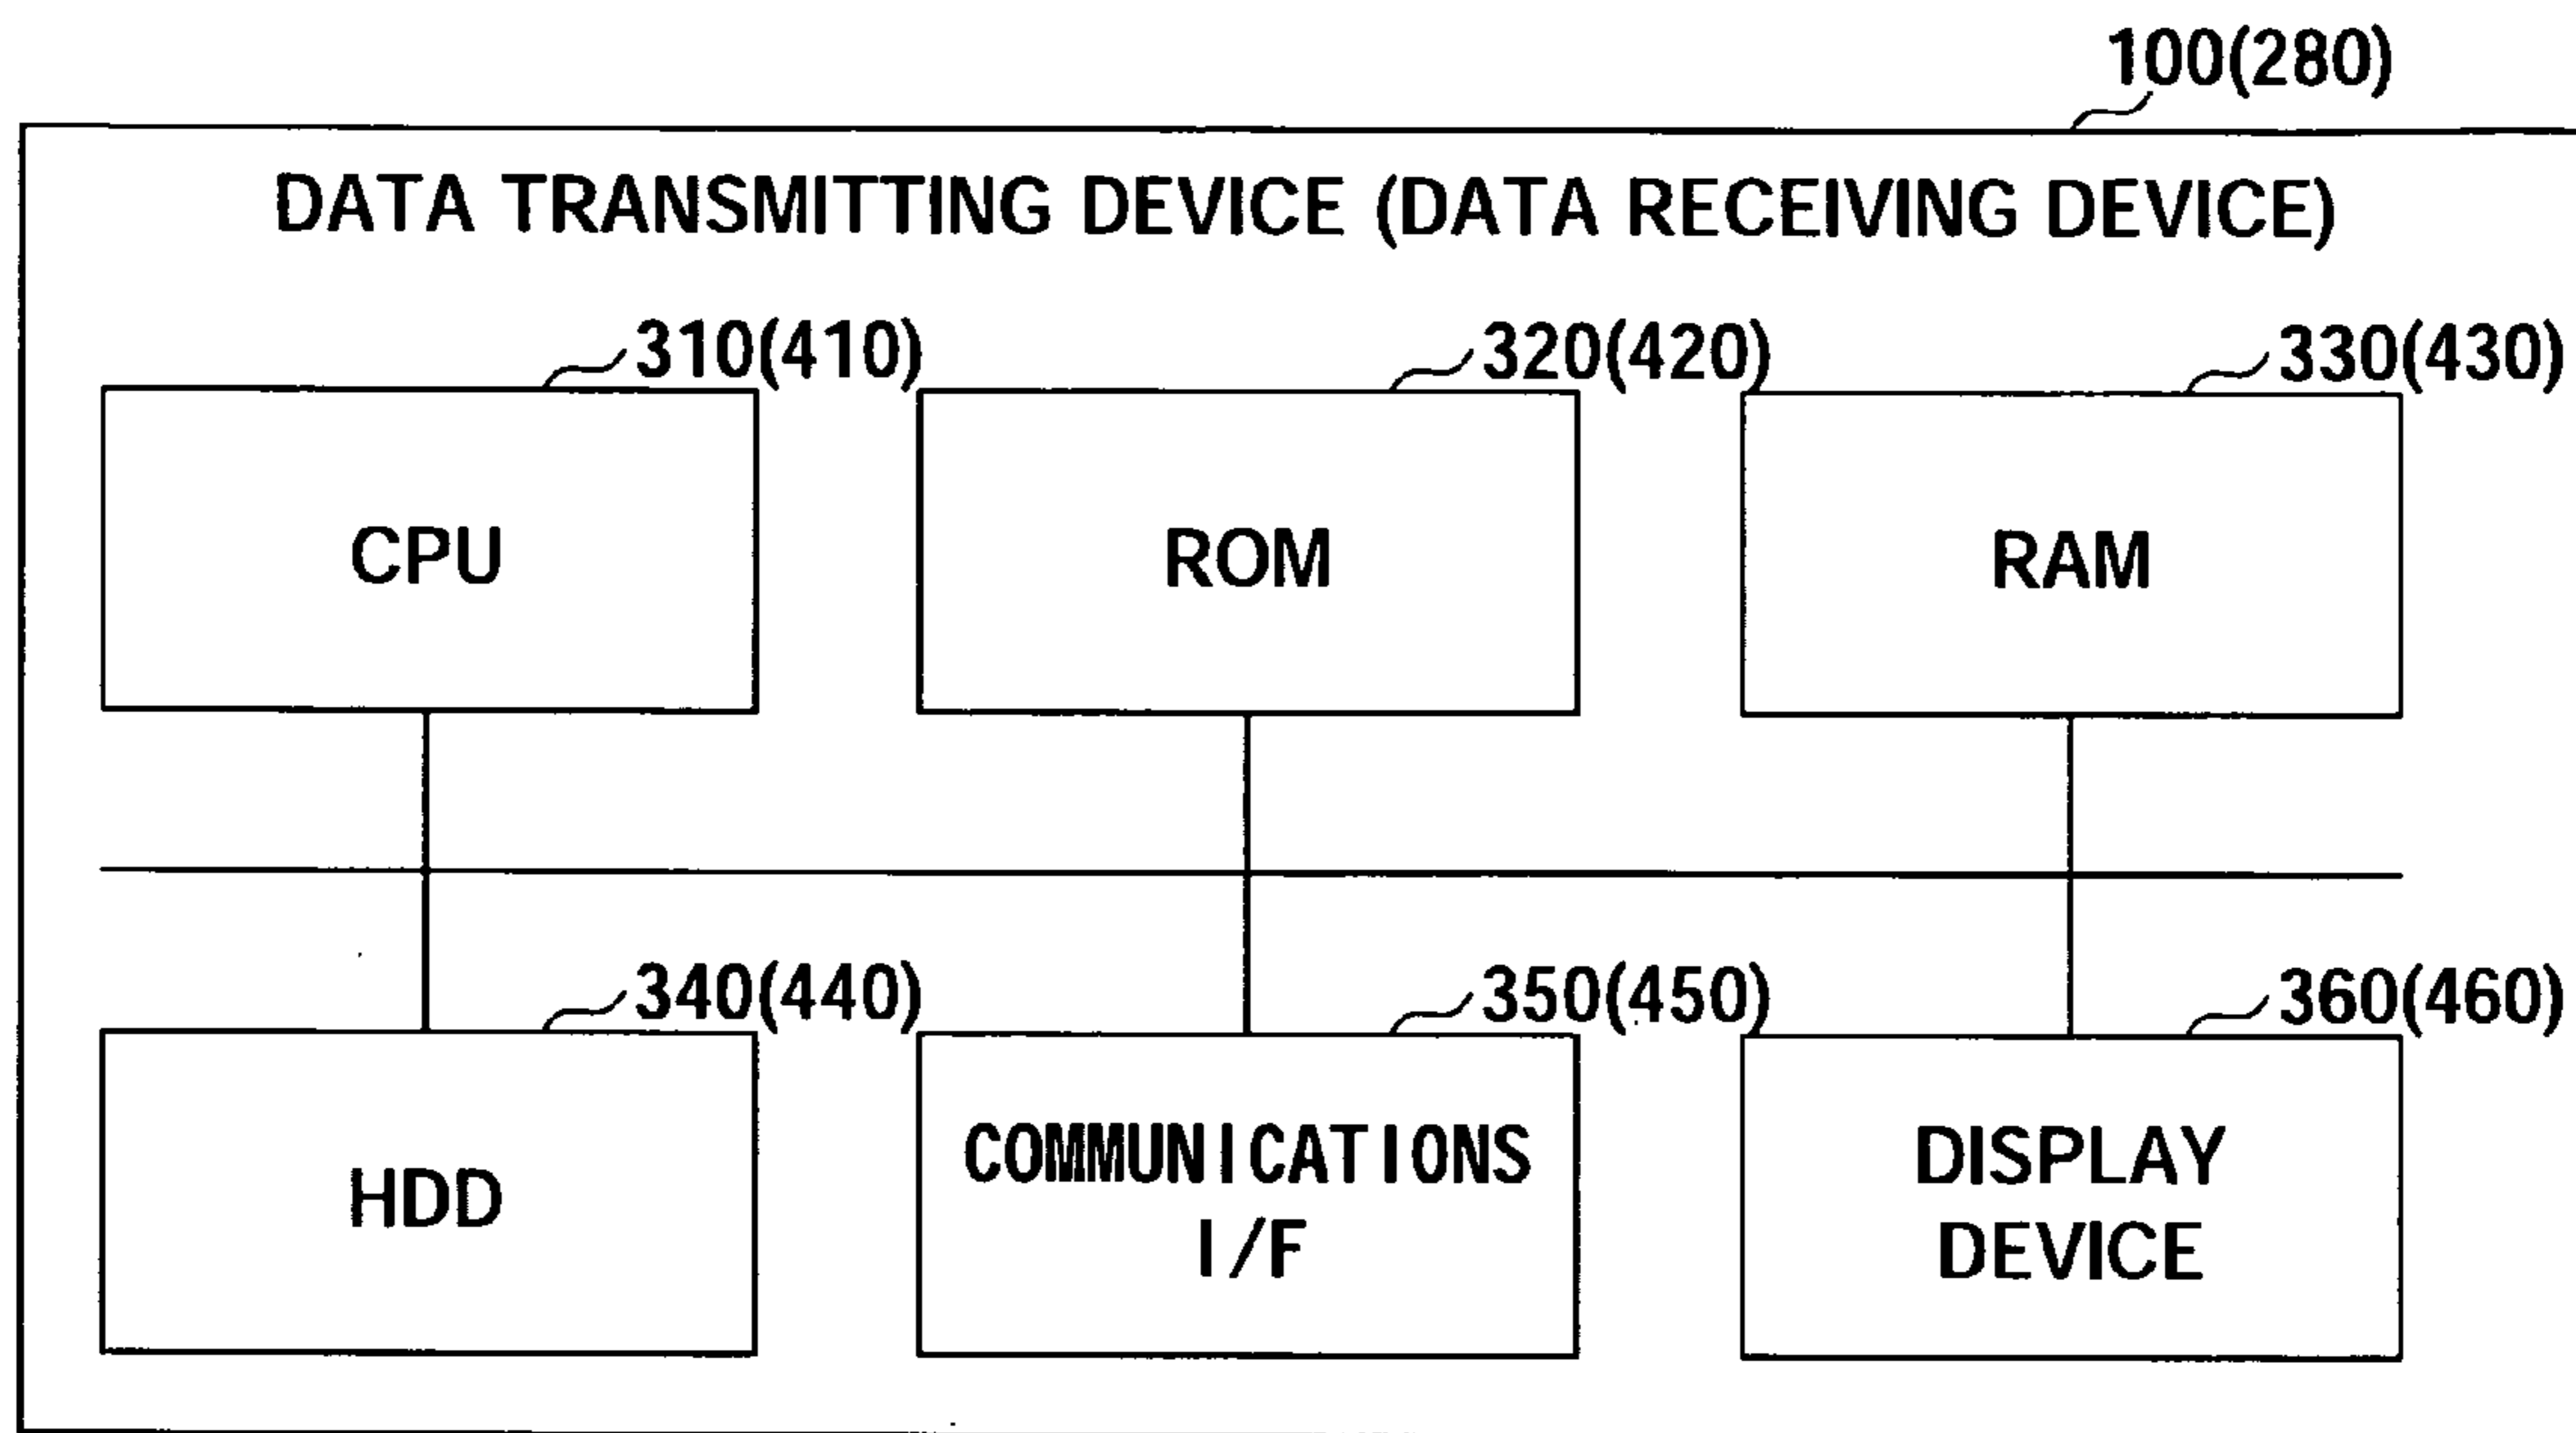 100(280)
DATA TRANSMITTING DEVICE (DATA RECEIVING DEVICE)
310(410)
320(420)
330(430)
CPU
ROM
RAM
340(440)
350(450)
360(460)
HDD
COMMUNICATIONS
I/F
DISPLAY
DEVICE